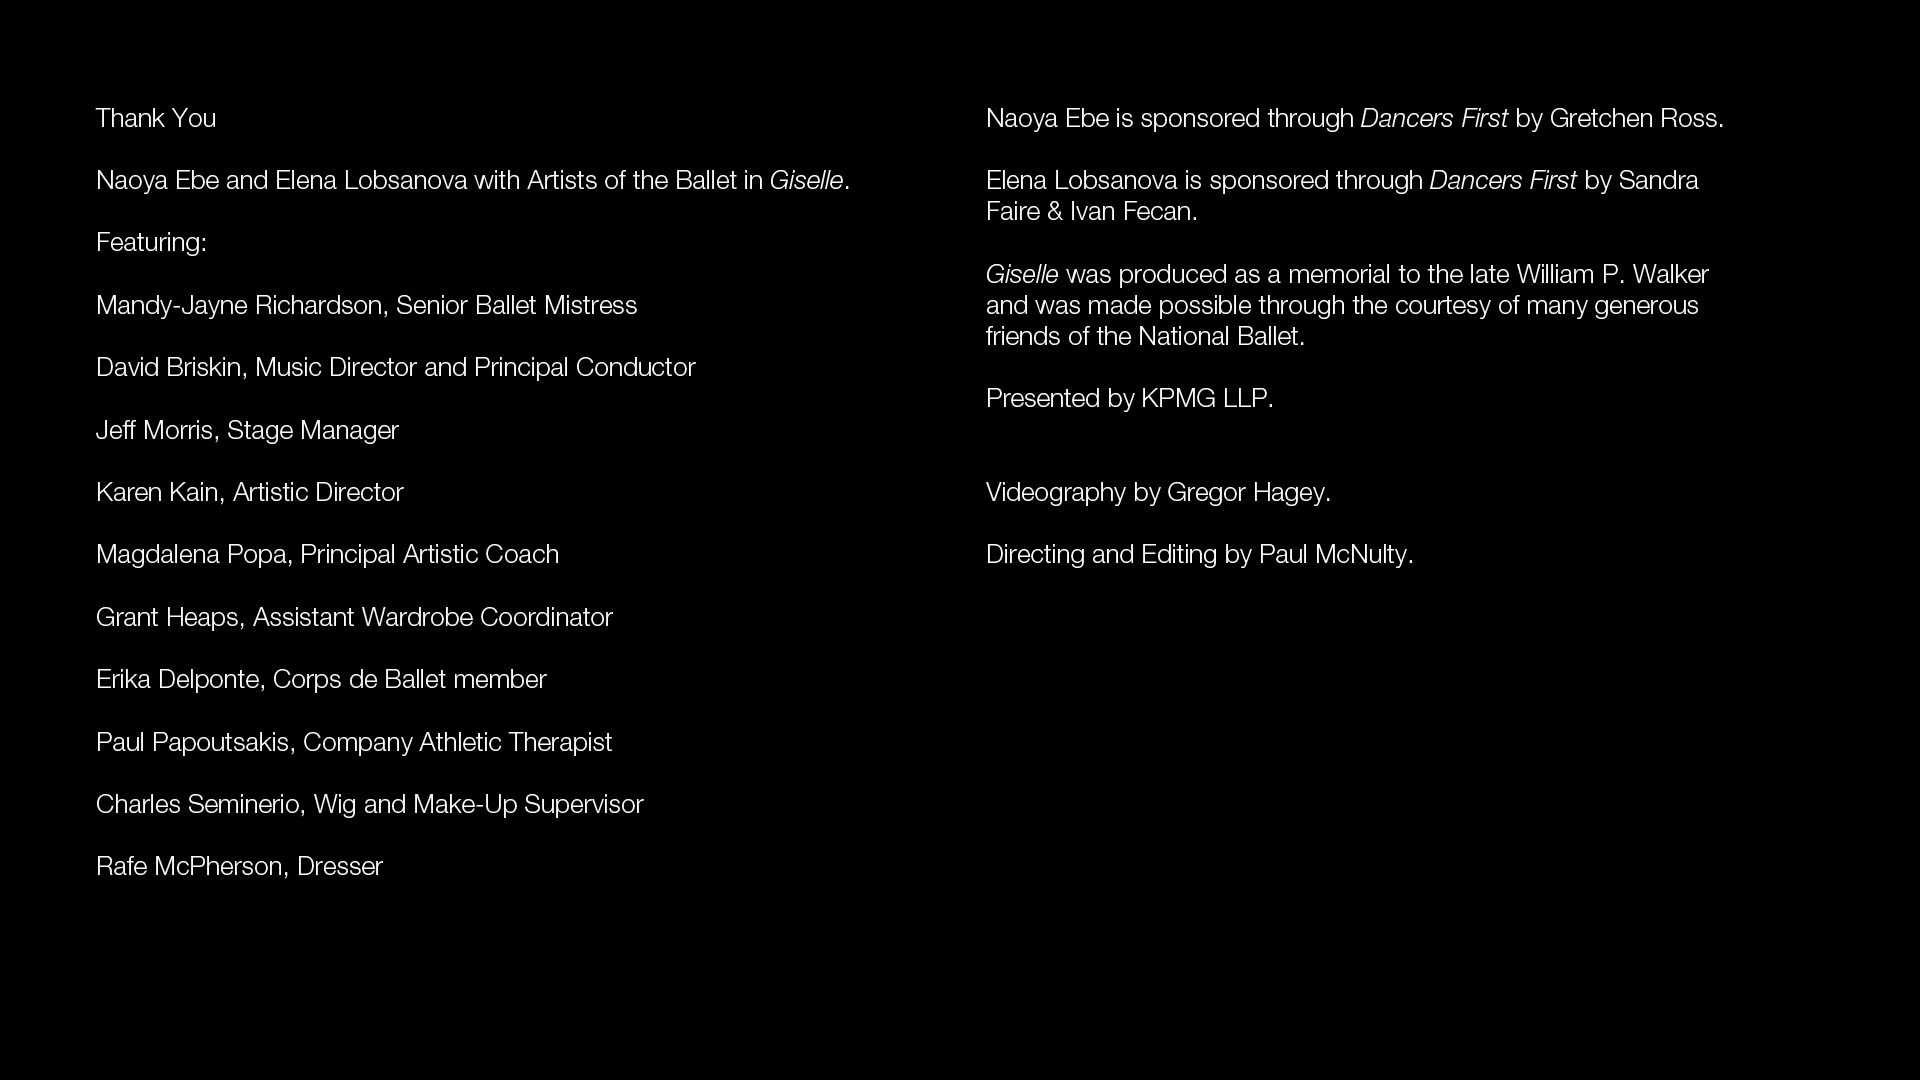 Thank You
Naoya Ebe and Elena Lobsanova with Artists of the Ballet in Giselle.
Featuring:
Mandy-Jayne Richardson, Senior Ballet Mistress
David Briskin, Music Director and Principal Conductor
Jeff Morris, Stage Manager
Karen Kain, Artistic Director
Magdalena Popa, Principal Artistic Coach
Grant Heaps, Assistant Wardrobe Coordinator
Erika Delponte, Corps de Ballet member
Paul Papoutsakis, Company Athletic Therapist
Charles Seminerio, Wig and Make-Up Supervisor
Rafe McPherson, Dresser
Naoya Ebe is sponsored through Dancers First by Gretchen Ross.
Elena Lobsanova is sponsored through Dancers First by Sandra
Faire & Ivan Fecan.
Giselle was produced as a memorial to the late William P. Walker
and was made possible through the courtesy of many generous
friends of the National Ballet.
Presented by KPMG LLP.
Videography by Gregor Hagey.
Directing and Editing by Paul McNulty.